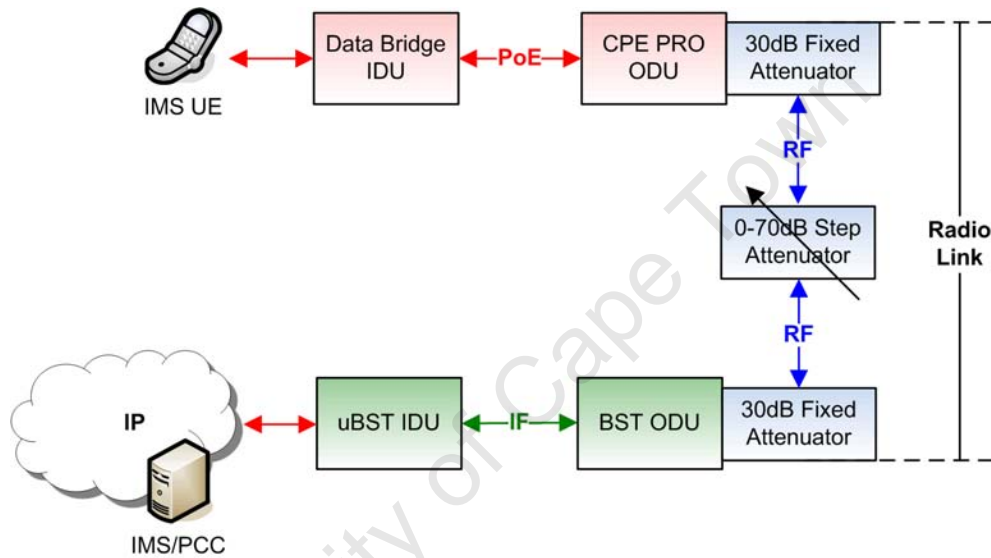 Data Bridge
IDU
PoE
CPE PRO
ODU
30dB Fixed
Attenuator
IMS UE
RF
0-70dB Step
Attenuator
Radio
Link
RF
IP
uBST IDU
IF
BST ODU
30dB Fixed
Attenuator
IMS/PCC
ity of Cape Town